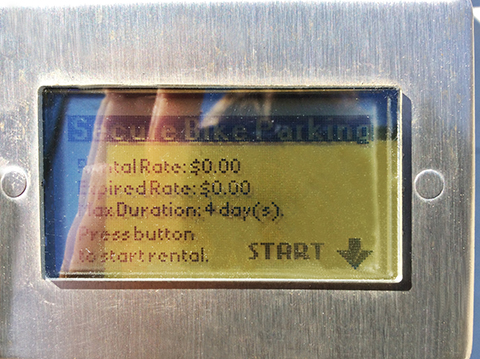 Secure Bike Parking
Rental Rate: $0.00
Expired Rate: $0.00
Max Duration: 4 day(s).
Press button
to start rental.
START